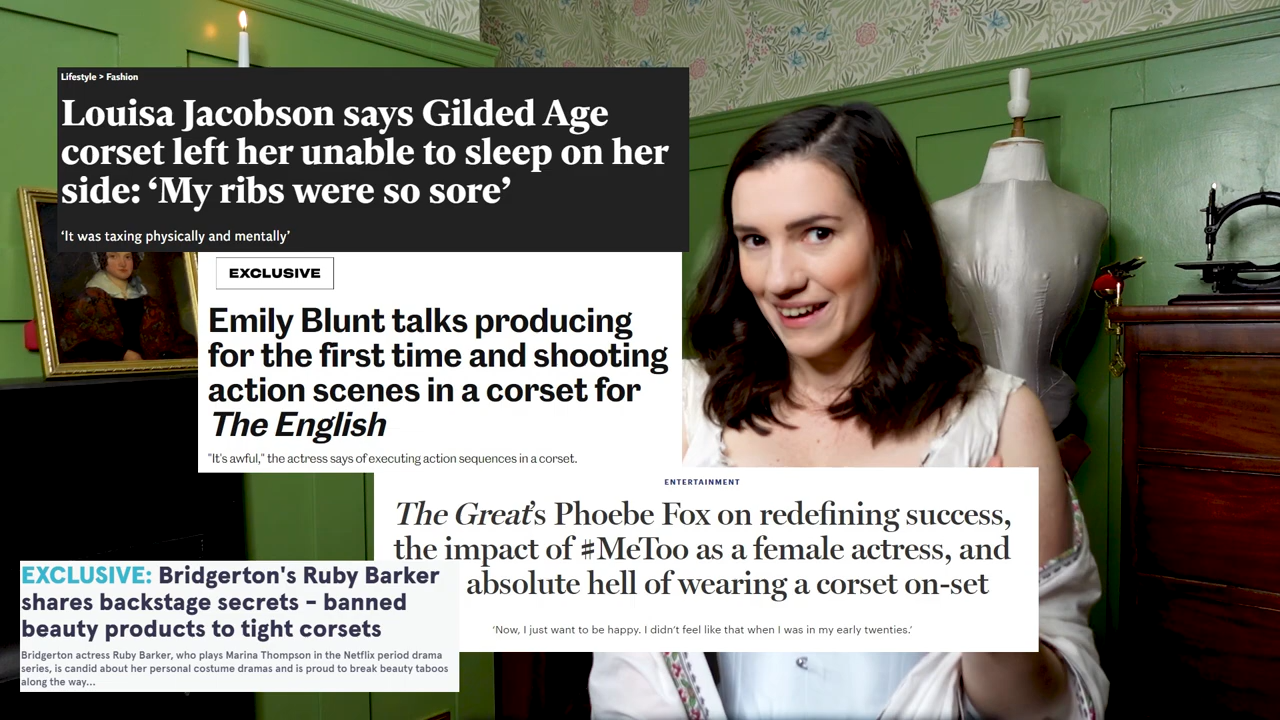 Lifestyle > Fashion
Louisa Jacobson says Gilded Age
corset left her unable to sleep on her
side: ‘My ribs were so sore’
‘It was taxing physically and mentally’
EXCLUSIVE
Emily Blunt talks producing
for the first time and shooting
action scenes in a corset for
The English
"It's awful," the actress says of executing action sequences in a corset.
ENTERTAINMENT
The Great's Phoebe Fox on redefining success,
the impact of #MeToo as a female actress, and
absolute hell of wearing a corset on-set
‘Now, I just want to be happy. I didn’t feel like that when I was in my early twenties.’
EXCLUSIVE: Bridgerton's Ruby Barker
shares backstage secrets – banned
beauty products to tight corsets
Bridgerton actress Ruby Barker, who plays Marina Thompson in the Netflix period drama
series, is candid about her personal costume dramas and is proud to break beauty taboos
along the way...